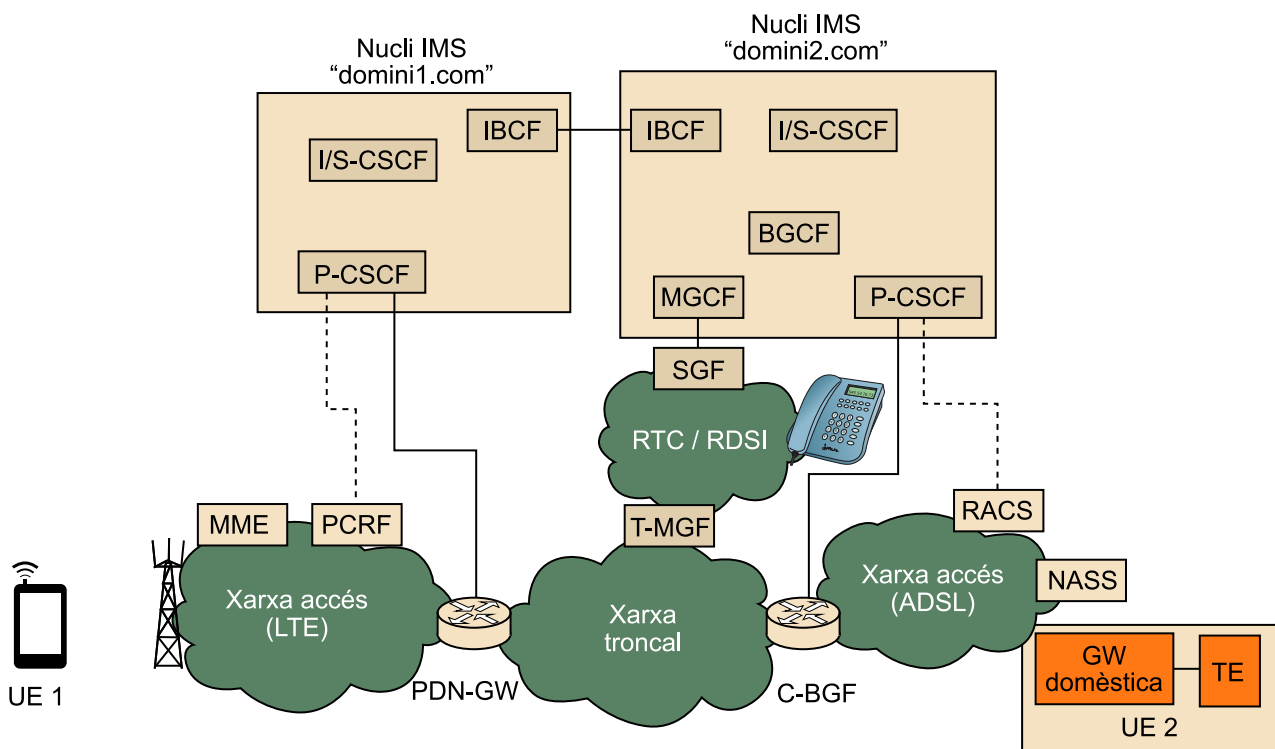 Nucli IMS
“domini1.com”
Nucli IMS
“domini2.com”
IBCF
I/S-CSCF
P-CSCF
IBCF
I/S-CSCF
BGCF
MGCF
P-CSCF
SGF
RTC / RDSI
T-MGF
MME
PCRF
Xarxa accés
(LTE)
PDN-GW
Xarxa
troncal
C-BGF
RACS
Xarxa accés
(ADSL)
NASS
UE 1
GW
domèstica
TE
UE 2